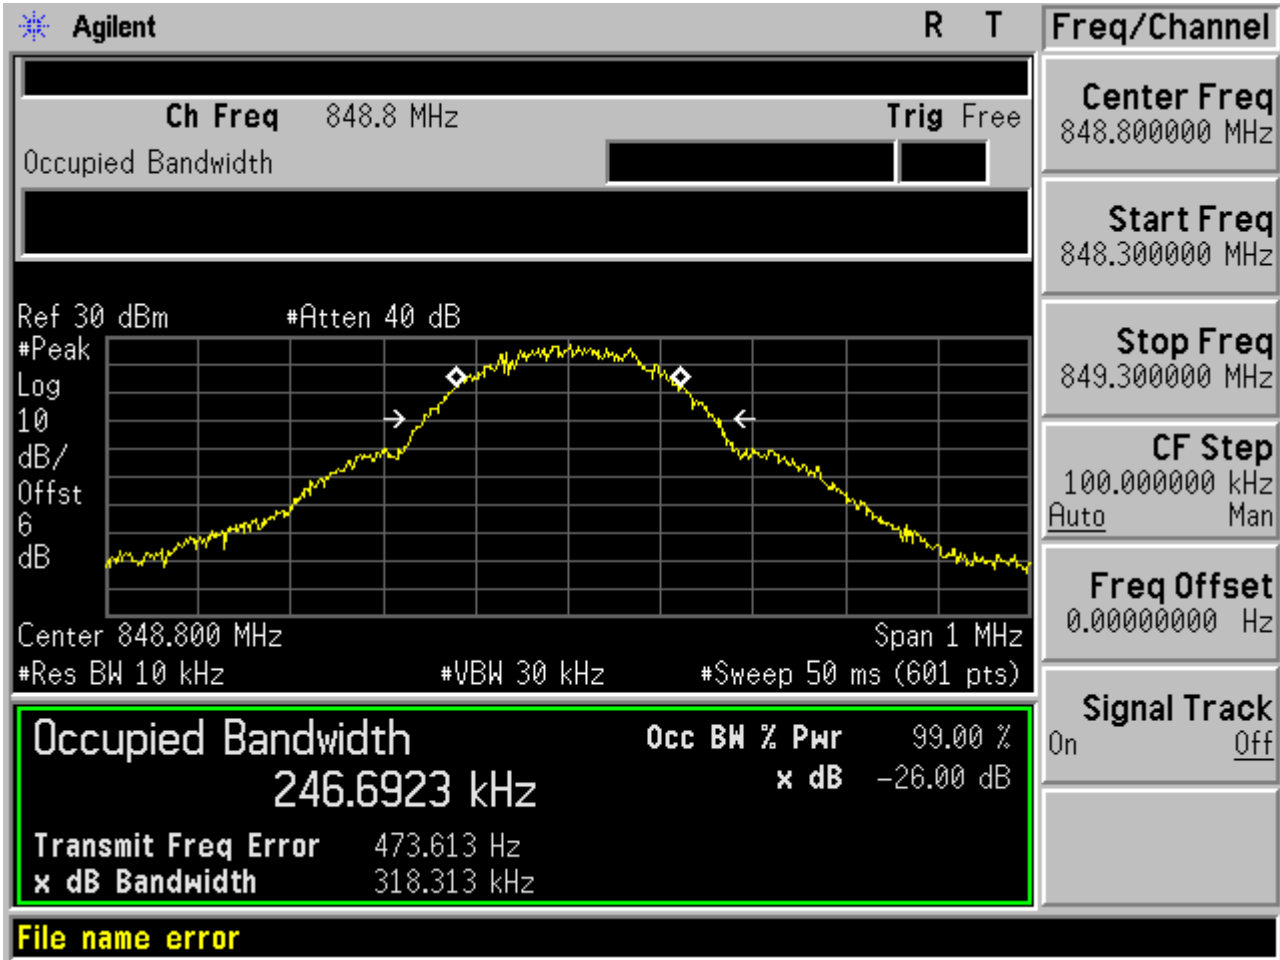 Agilent R T Freq/Channel
Ch Freq 848.8 MHz Trig Free
Occupied Bandwidth
Center Freq
848.800000 MHz
Start Freq
848.300000 MHz
Stop Freq
849.300000 MHz
CF Step
100.000000 kHz
Auto Man
Freq Offset
0.00000000 Hz
Signal Track
On Off
Ref 30 dBm #Atten 40 dB
#Peak
Log
10
dB/
Offst
6
dB
Center 848.800 MHz Span 1 MHz
#Res BW 10 kHz #VBW 30 kHz #Sweep 50 ms (601 pts)
Occupied Bandwidth
246.6923 kHz
Occ BW % Pwr 99.00 %
x dB -26.00 dB
Transmit Freq Error 473.613 Hz
x dB Bandwidth 318.313 kHz
File name error